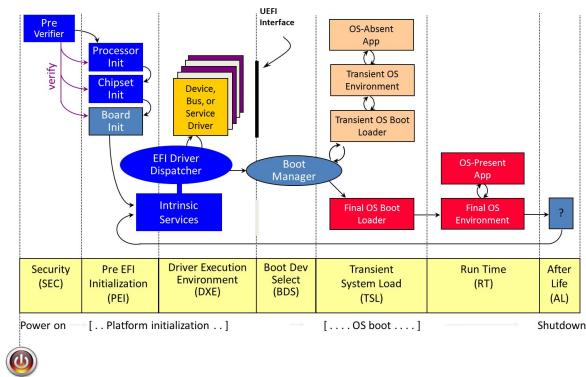 UEFI
Interface
Pre
Verifier
verify
Processor
Init
Chipset
Init
Board
Init
Device,
Bus, or
Service
Driver
EFI Driver
Dispatcher
Intrinsic
Services
Boot
Manager
OS-Absent
App
Transient OS
Environment
Transient OS Boot
Loader
Final OS Boot
Loader
OS-Present
App
Final OS
Environment
?
Security
(SEC)
Pre EFI
Initialization
(PEI)
Driver Execution
Environment
(DXE)
Boot Dev
Select
(BDS)
Transient
System Load
(TSL)
Run Time
(RT)
After
Life
(AL)
Power on
[ . . Platform initialization . . ]
[ . . . . OS boot . . . . ]
Shutdown